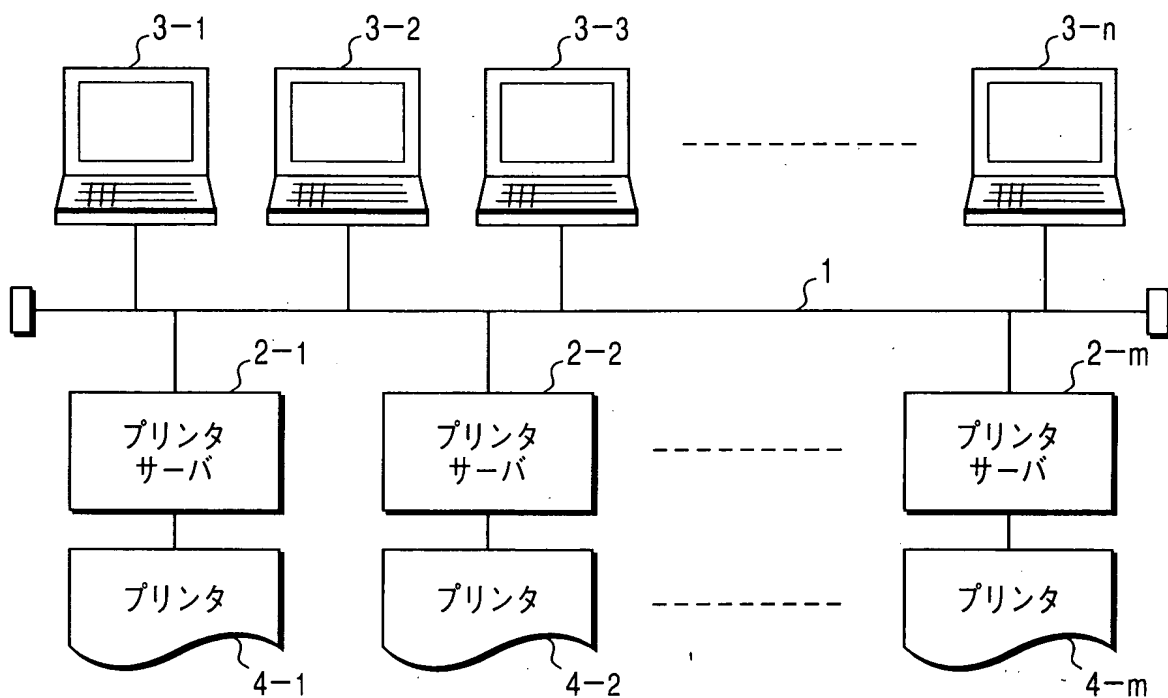 3-1
3-2
3-3
3-n
1
2-1
2-2
2-m
プリンタ
サーバ
プリンタ
サーバ
プリンタ
サーバ
プリンタ
プリンタ
プリンタ
4-1
4-2
4-m